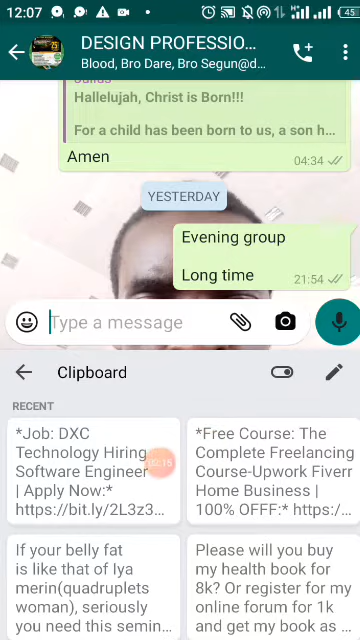 12:07
45
DESIGN PROFESSIO...
Blood, Bro Dare, Bro Segun@d...
Hallelujah, Christ is Born!!!
For a child has been born to us, a son h...
Amen
04:34
YESTERDAY
Evening group
Long time
21:54
Type a message
Clipboard
RECENT
*Job: DXC
Technology Hiring
Software Engineer
| Apply Now:*
https://bit.ly/2L3z3...
02:16
*Free Course: The
Complete Freelancing
Course-Upwork Fiverr
Home Business |
100% OFFF:* https:/...
If your belly fat
is like that of Iya
merin(quadruplets
woman), seriously
you need this semin...
Please will you buy
my health book for
8k? Or register for my
online forum for 1k
and get my book as ...